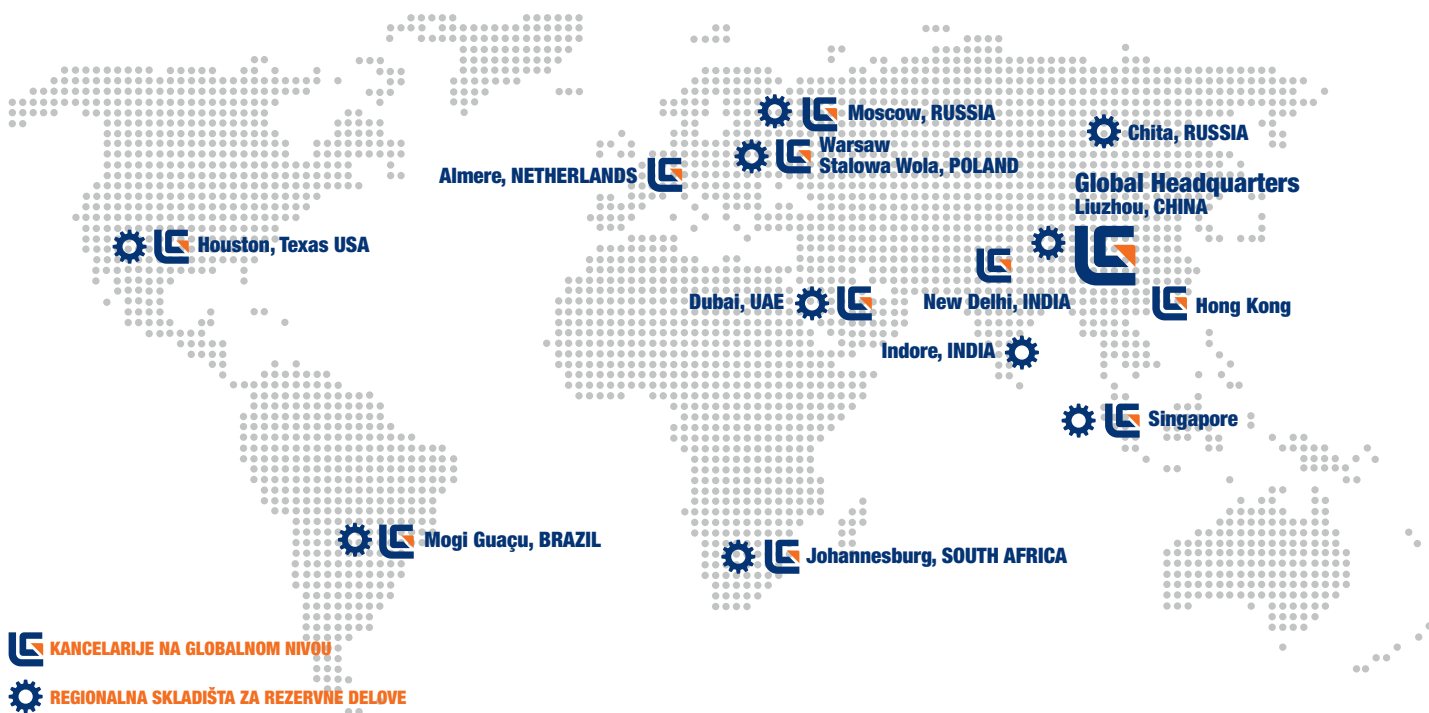 Moscow, RUSSIA
Chita, RUSSIA
Warsaw
Stalowa Wola, POLAND
Almere, NETHERLANDS
Global Headquarters
Liuzhou, CHINA
Houston, Texas USA
Dubai, UAE
New Delhi, INDIA
Hong Kong
Indore, INDIA
Singapore
Mogi Guaçu, BRAZIL
Johannesburg, SOUTH AFRICA
KANCELARIJE NA GLOBALNOM NIVOU
REGIONALNA SKLADIŠTA ZA REZERVNE DELOVE